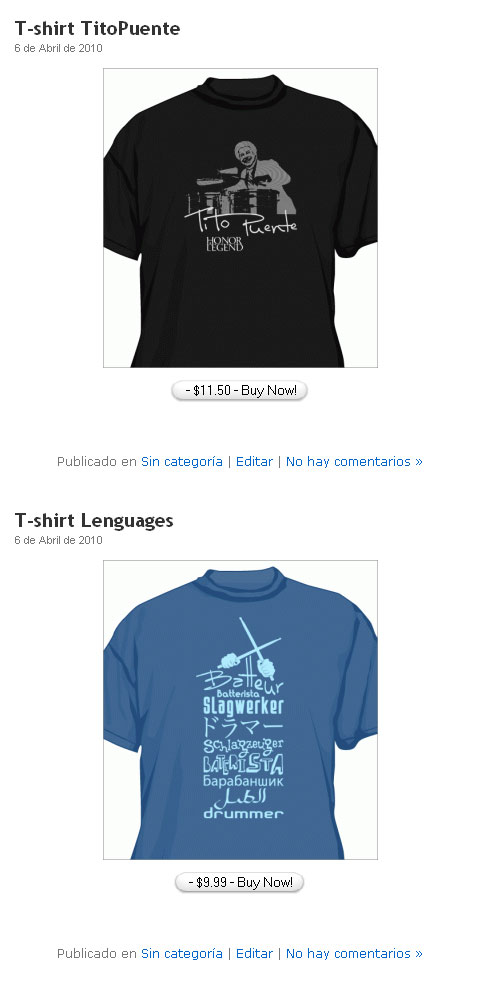 T-shirt TitoPuente
6 de Abril de 2010
Tito Puente
HONOR
LEGEND
- $11.50 - Buy Now!
Publicado en Sin categoría | Editar | No hay comentarios »
T-shirt Lenguages
6 de Abril de 2010
Batteur
Batterista
Slagwerker
ドラマー
Schlagzeuger
BATERISTA
барабанщик
الطبل
drummer
- $9.99 - Buy Now!
Publicado en Sin categoría | Editar | No hay comentarios »